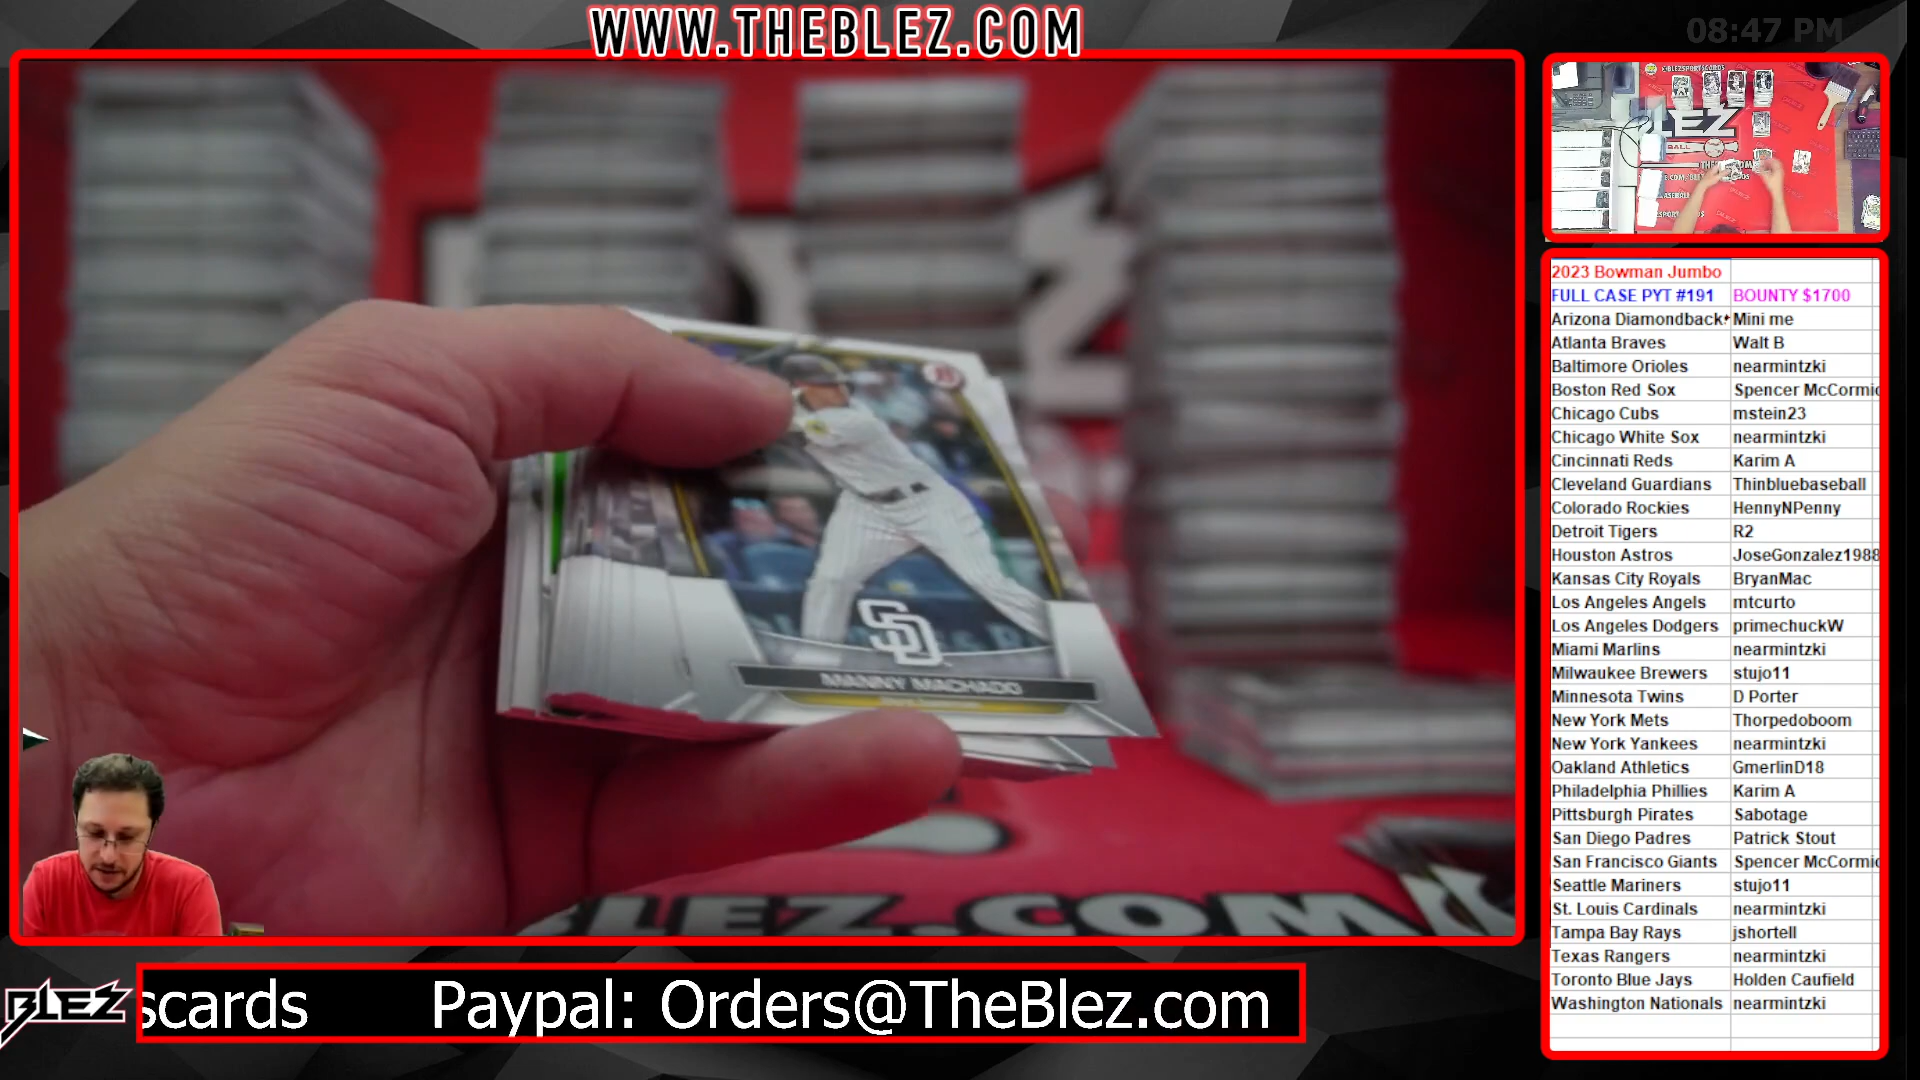 WWW.THEBLEZ.COM
08:47 PM
MANNY MACHADO
SD
LEZ.COM
2023 Bowman Jumbo
FULL CASE PYT #191 BOUNTY $1700
Arizona Diamondback Mini me
Atlanta Braves Walt B
Baltimore Orioles nearmintzki
Boston Red Sox Spencer McCormic
Chicago Cubs mstein23
Chicago White Sox nearmintzki
Cincinnati Reds Karim A
Cleveland Guardians Thinbluebaseball
Colorado Rockies HennyNPenny
Detroit Tigers R2
Houston Astros JoseGonzalez1988
Kansas City Royals BryanMac
Los Angeles Angels mtcurto
Los Angeles Dodgers primechuckW
Miami Marlins nearmintzki
Milwaukee Brewers stujo11
Minnesota Twins D Porter
New York Mets Thorpedoboom
New York Yankees nearmintzki
Oakland Athletics GmerlinD18
Philadelphia Phillies Karim A
Pittsburgh Pirates Sabotage
San Diego Padres Patrick Stout
San Francisco Giants Spencer McCormic
Seattle Mariners stujo11
St. Louis Cardinals nearmintzki
Tampa Bay Rays jshortell
Texas Rangers nearmintzki
Toronto Blue Jays Holden Caufield
Washington Nationals nearmintzki
BLEZ
scards Paypal: Orders@TheBlez.com